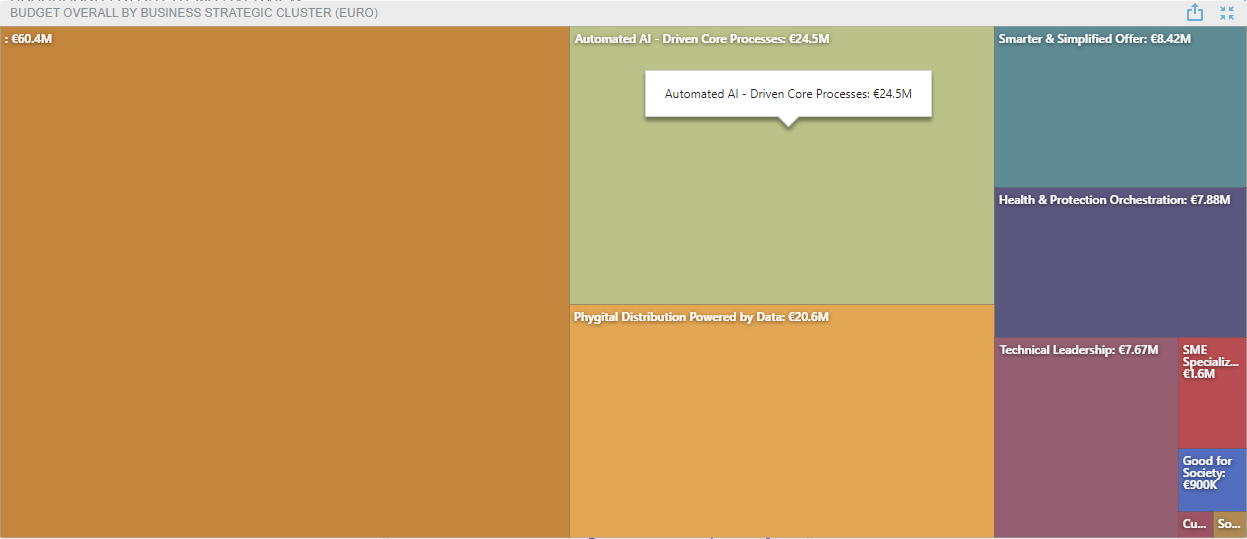 BUDGET OVERALL BY BUSINESS STRATEGIC CLUSTER (EURO)
: €60.4M
Automated AI - Driven Core Processes: €24.5M
Smarter & Simplified Offer: €8.42M
Automated AI - Driven Core Processes: €24.5M
Health & Protection Orchestration: €7.88M
Phygital Distribution Powered by Data: €20.6M
Technical Leadership: €7.67M
SME
Specializ...
€1.6M
Good for
Society:
€900K
Cu...
So...